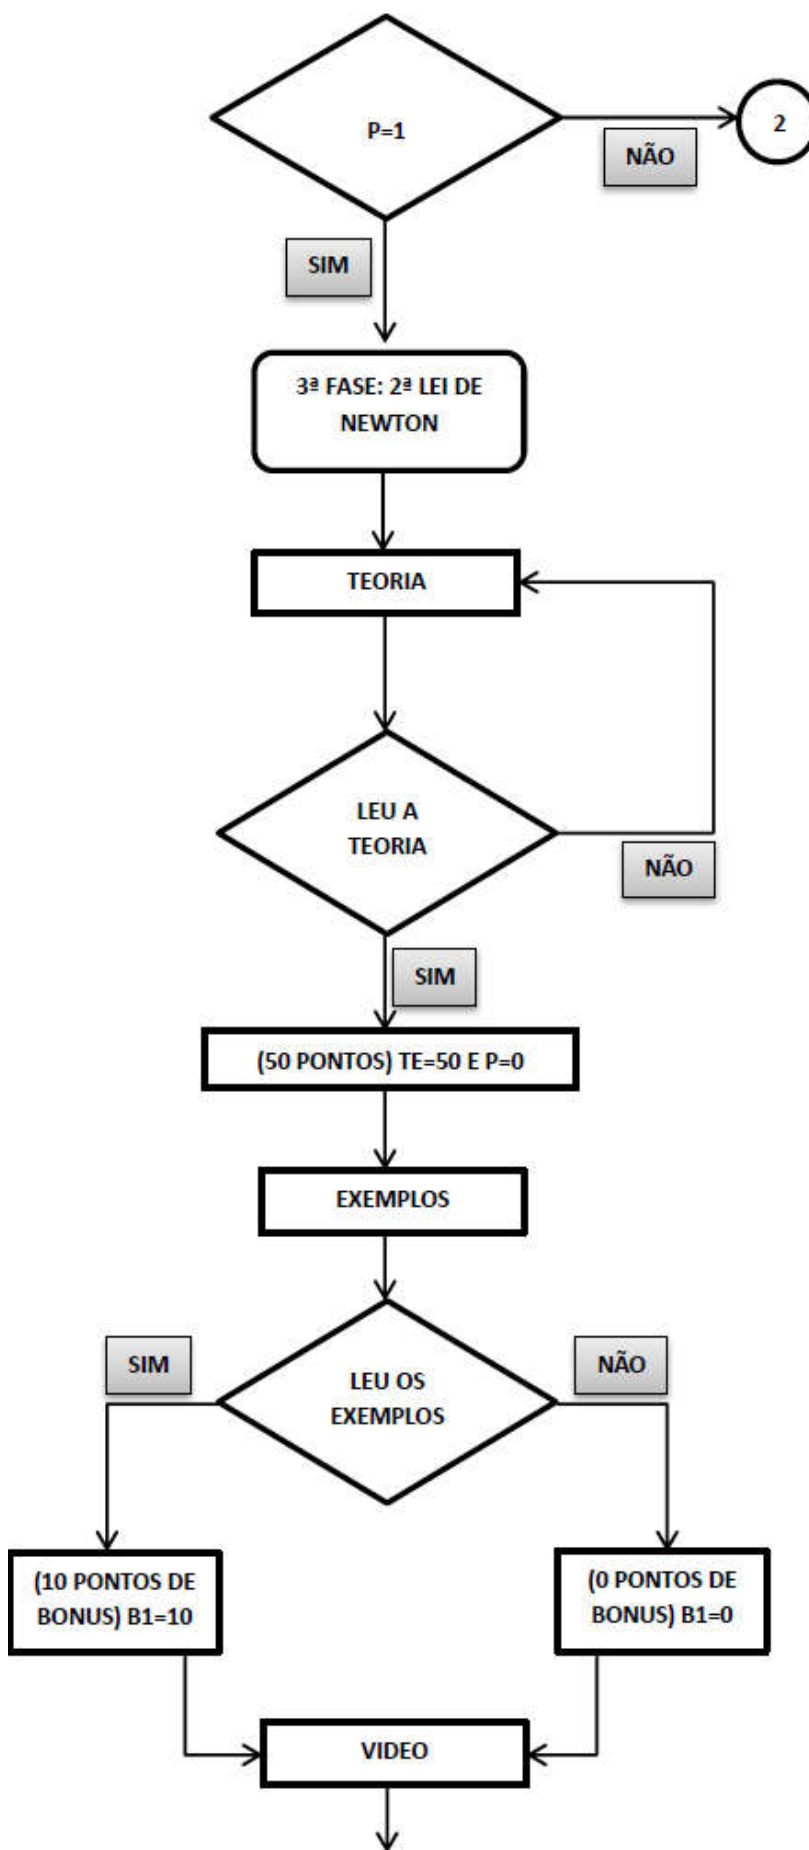 P=1
2
NÃO
SIM
3ª FASE: 2ª LEI DE
NEWTON
TEORIA
LEU A
TEORIA
NÃO
SIM
(50 PONTOS) TE=50 E P=0
EXEMPLOS
SIM
NÃO
LEU OS
EXEMPLOS
(10 PONTOS DE
BONUS) B1=10
(0 PONTOS DE
BONUS) B1=0
VIDEO